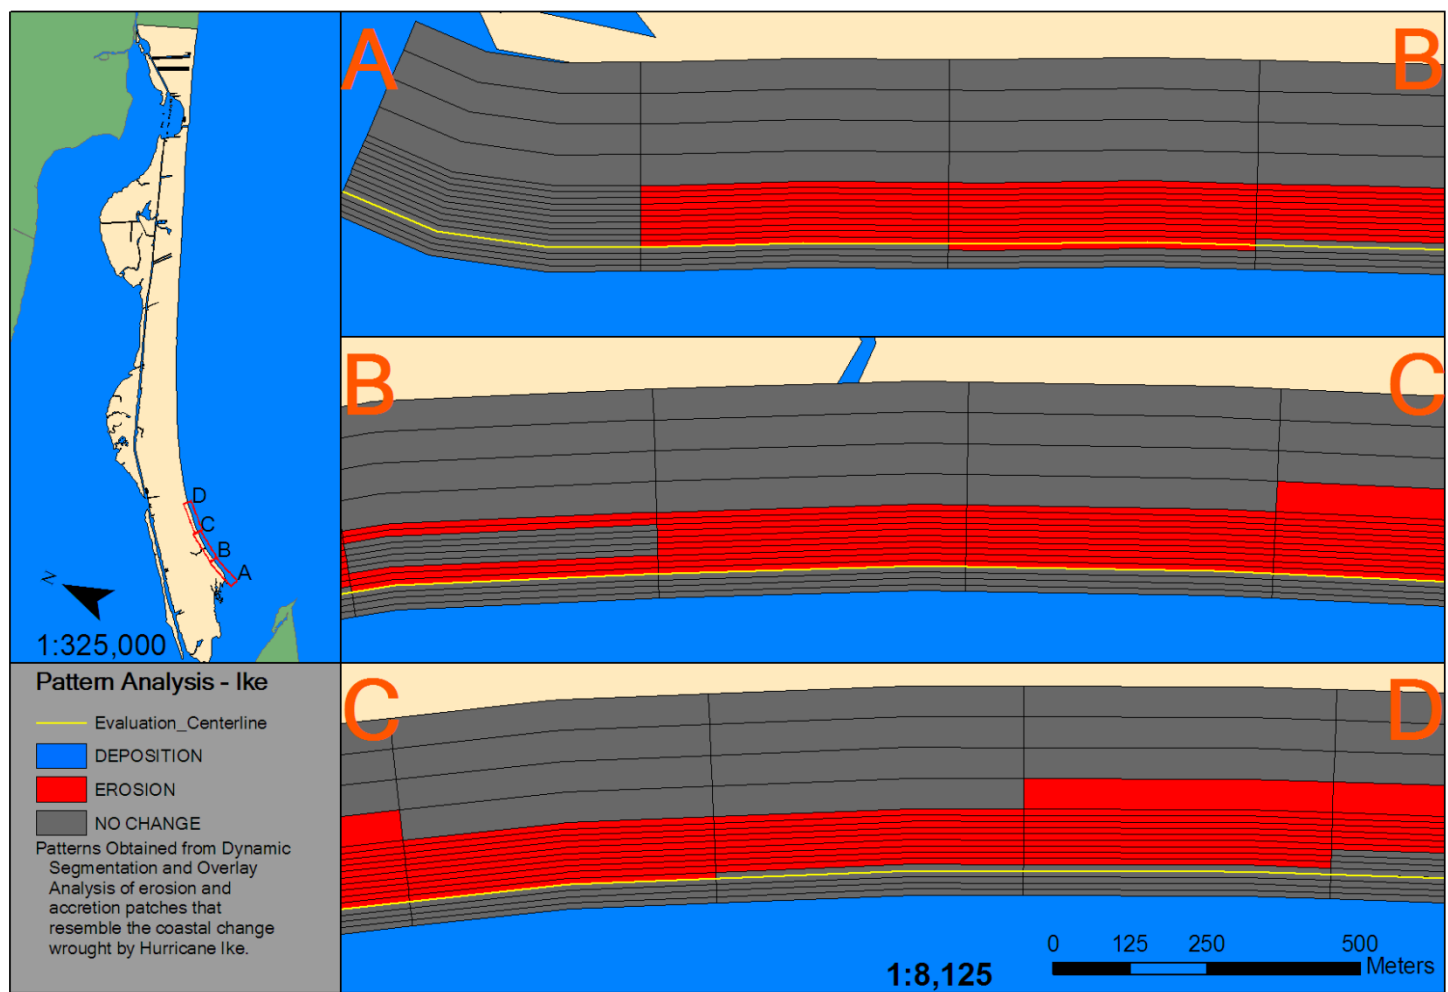 A
B
B
C
C
D
D
C
B
A
N
1:325,000
Pattern Analysis - Ike
Evaluation_Centerline
DEPOSITION
EROSION
NO CHANGE
Patterns Obtained from Dynamic
Segmentation and Overlay
Analysis of erosion and
accretion patches that
resemble the coastal change
wrought by Hurricane Ike.
1:8,125
0 125 250 500
Meters